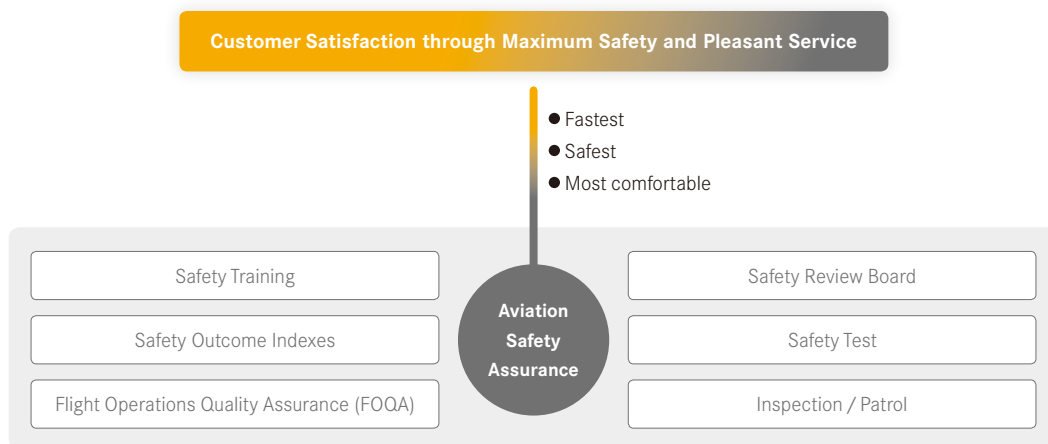 Customer Satisfaction through Maximum Safety and Pleasant Service
● Fastest
● Safest
● Most comfortable
Safety Training
Safety Outcome Indexes
Flight Operations Quality Assurance (FOQA)
Aviation
Safety
Assurance
Safety Review Board
Safety Test
Inspection / Patrol